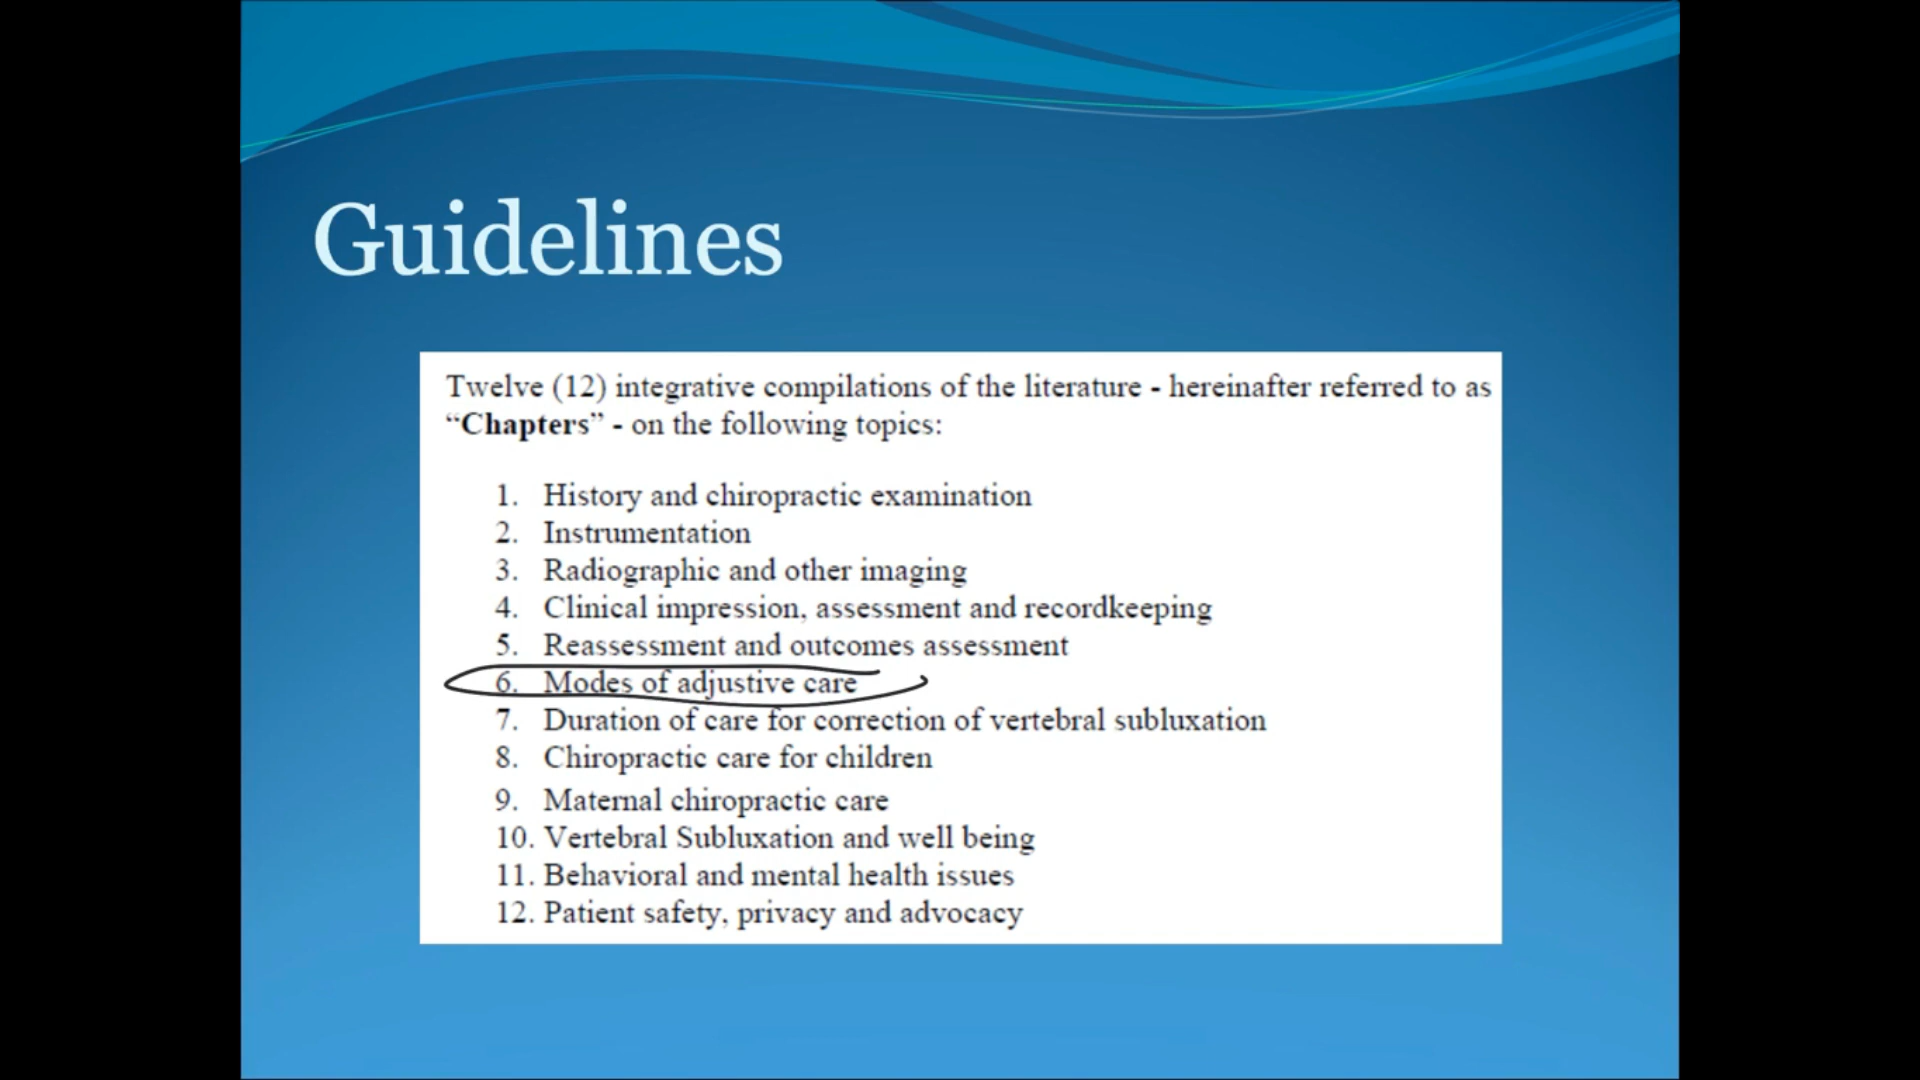 Guidelines
Twelve (12) integrative compilations of the literature - hereinafter referred to as
“Chapters” - on the following topics:
1. History and chiropractic examination
2. Instrumentation
3. Radiographic and other imaging
4. Clinical impression, assessment and recordkeeping
5. Reassessment and outcomes assessment
6. Modes of adjustive care
7. Duration of care for correction of vertebral subluxation
8. Chiropractic care for children
9. Maternal chiropractic care
10. Vertebral Subluxation and well being
11. Behavioral and mental health issues
12. Patient safety, privacy and advocacy